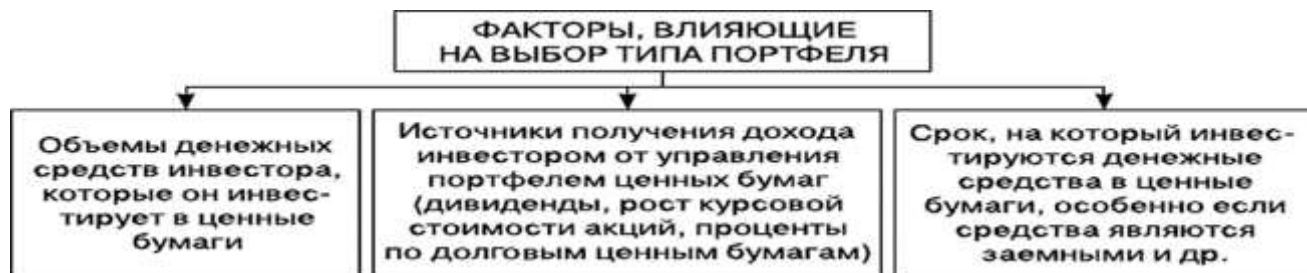 ФАКТОРЫ, ВЛИЯЮЩИЕ
НА ВЫБОР ТИПА ПОРТФЕЛЯ
Объемы денежных
средств инвестора,
которые он инвес-
тирует в ценные
бумаги
Источники получения дохода
инвестором от управления
портфелем ценных бумаг
(дивиденды, рост курсовой
стоимости акций, проценты
по долговым ценным бумагам)
Срок, на который инвес-
тируются денежные
средства в ценные
бумаги, особенно если
средства являются
заемными и др.